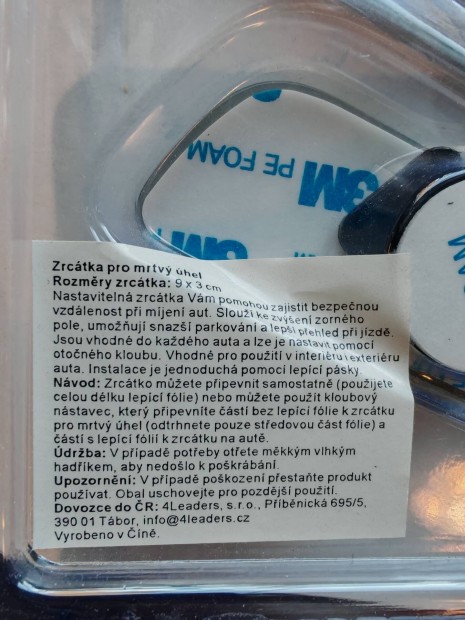 3M PE FOAM
3M
Zrcátka pro mrtvý úhel
Rozměry zrcátka: 9 x 3 cm
Nastavitelná zrcátka Vám pomohou zajistit bezpečnou
vzdálenost při míjení aut. Slouží ke zvýšení zorného
pole, umožňují snazší parkování a lepší přehled při jízdě.
Jsou vhodné do každého auta a lze je nastavit pomocí
otočného kloubu. Vhodné pro použití v interiéru i exteriéru
auta. Instalace je jednoduchá pomocí lepící pásky.
Návod: Zrcátko můžete připevnit samostatně (použijete
celou délku lepící fólie) nebo můžete použít kloubový
nástavec, který připevníte částí bez lepící fólie k zrcátku
pro mrtvý úhel (odtrhnete pouze středovou část fólie) a
částí s lepící fólií k zrcátku na autě.
Údržba: V případě potřeby otřete měkkým vlhkým
hadříkem, aby nedošlo k poškrábání.
Upozornění: V případě poškození přestaňte produkt
používat. Obal uschovejte pro pozdější použití.
Dovozce do ČR: 4Leaders, s.r.o., Příběnická 695/5,
390 01 Tábor, info@4leaders.cz
Vyrobeno v Číně.